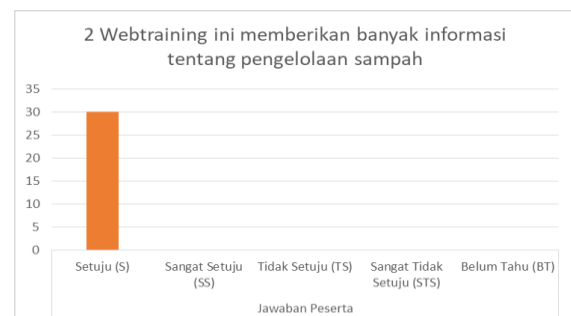 2 Webtraining ini memberikan banyak informasi
tentang pengelolaan sampah
35
30
25
20
15
10
5
0
Setuju (S)
Sangat Setuju
(SS)
Tidak Setuju (TS)
Sangat Tidak
Setuju (STS)
Belum Tahu (BT)
Jawaban Peserta